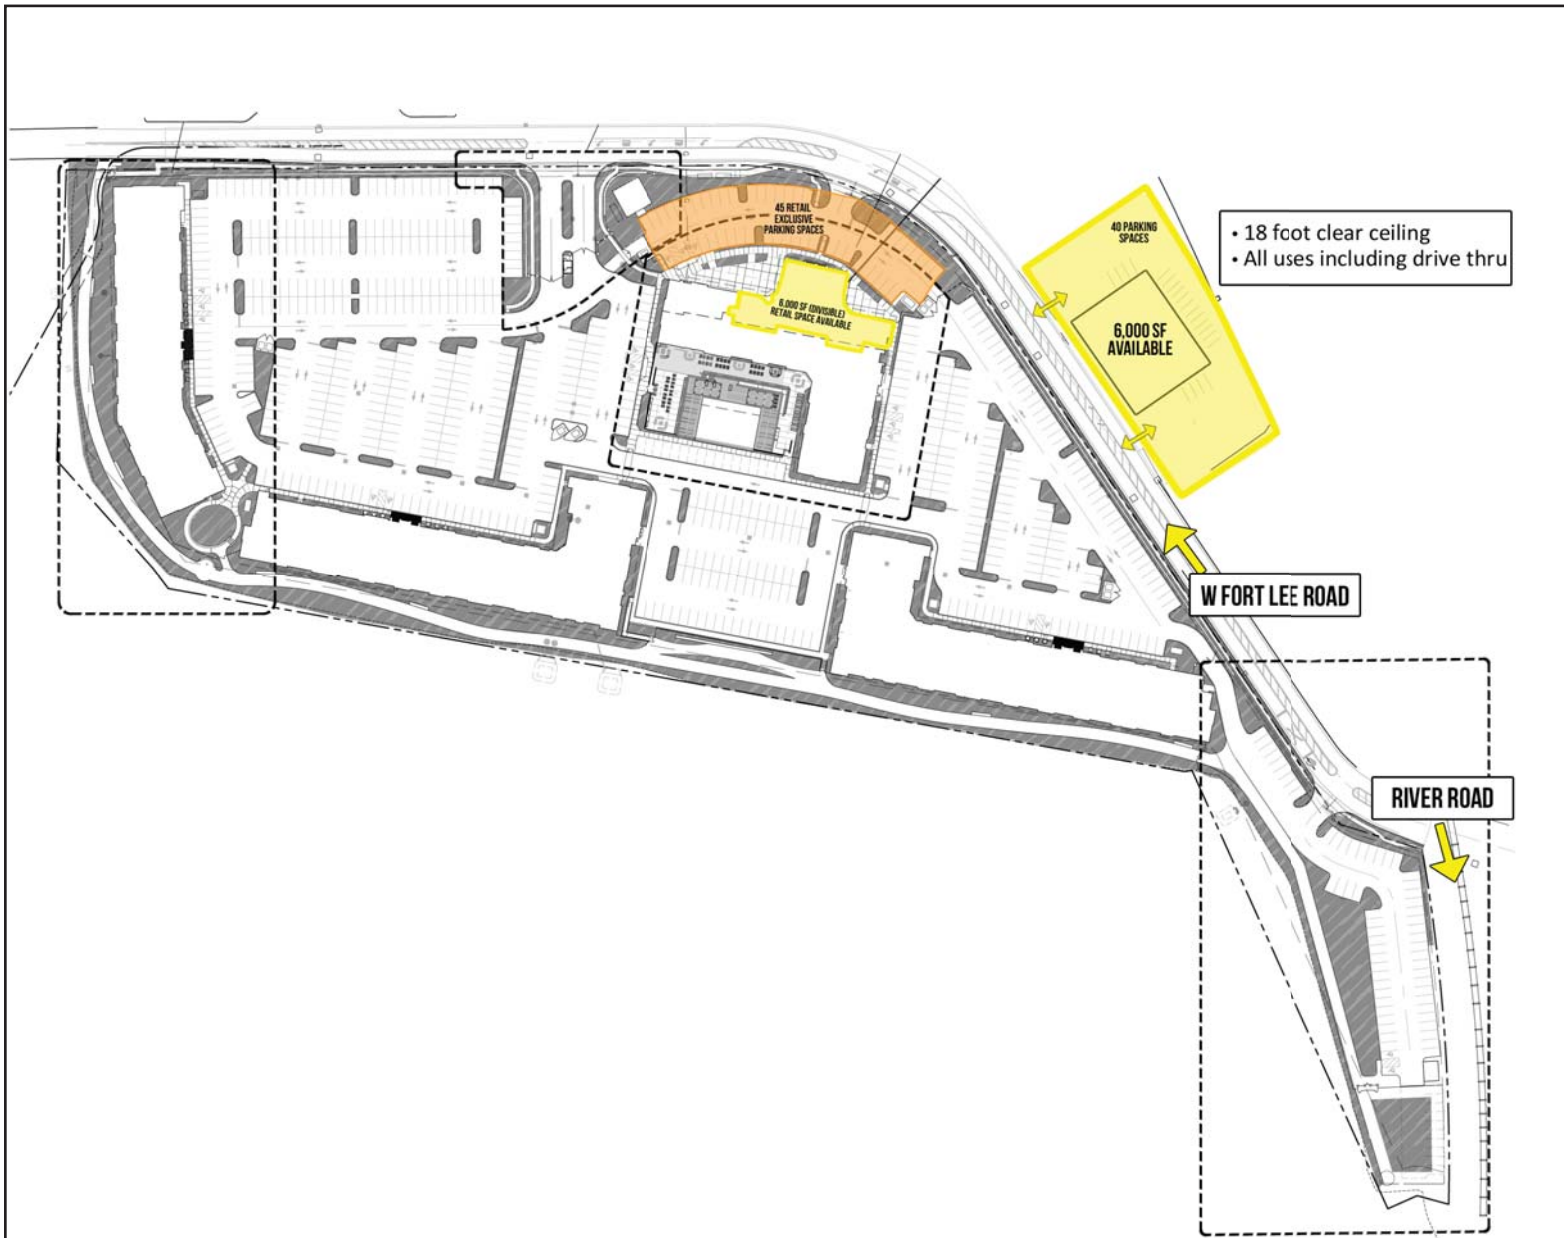 45 RETAIL
EXCLUSIVE
PARKING SPACES
40 PARKING
SPACES
• 18 foot clear ceiling
• All uses including drive thru
6,000 SF (DIVISIBLE)
RETAIL SPACE AVAILABLE
6,000 SF
AVAILABLE
W FORT LEE ROAD
RIVER ROAD